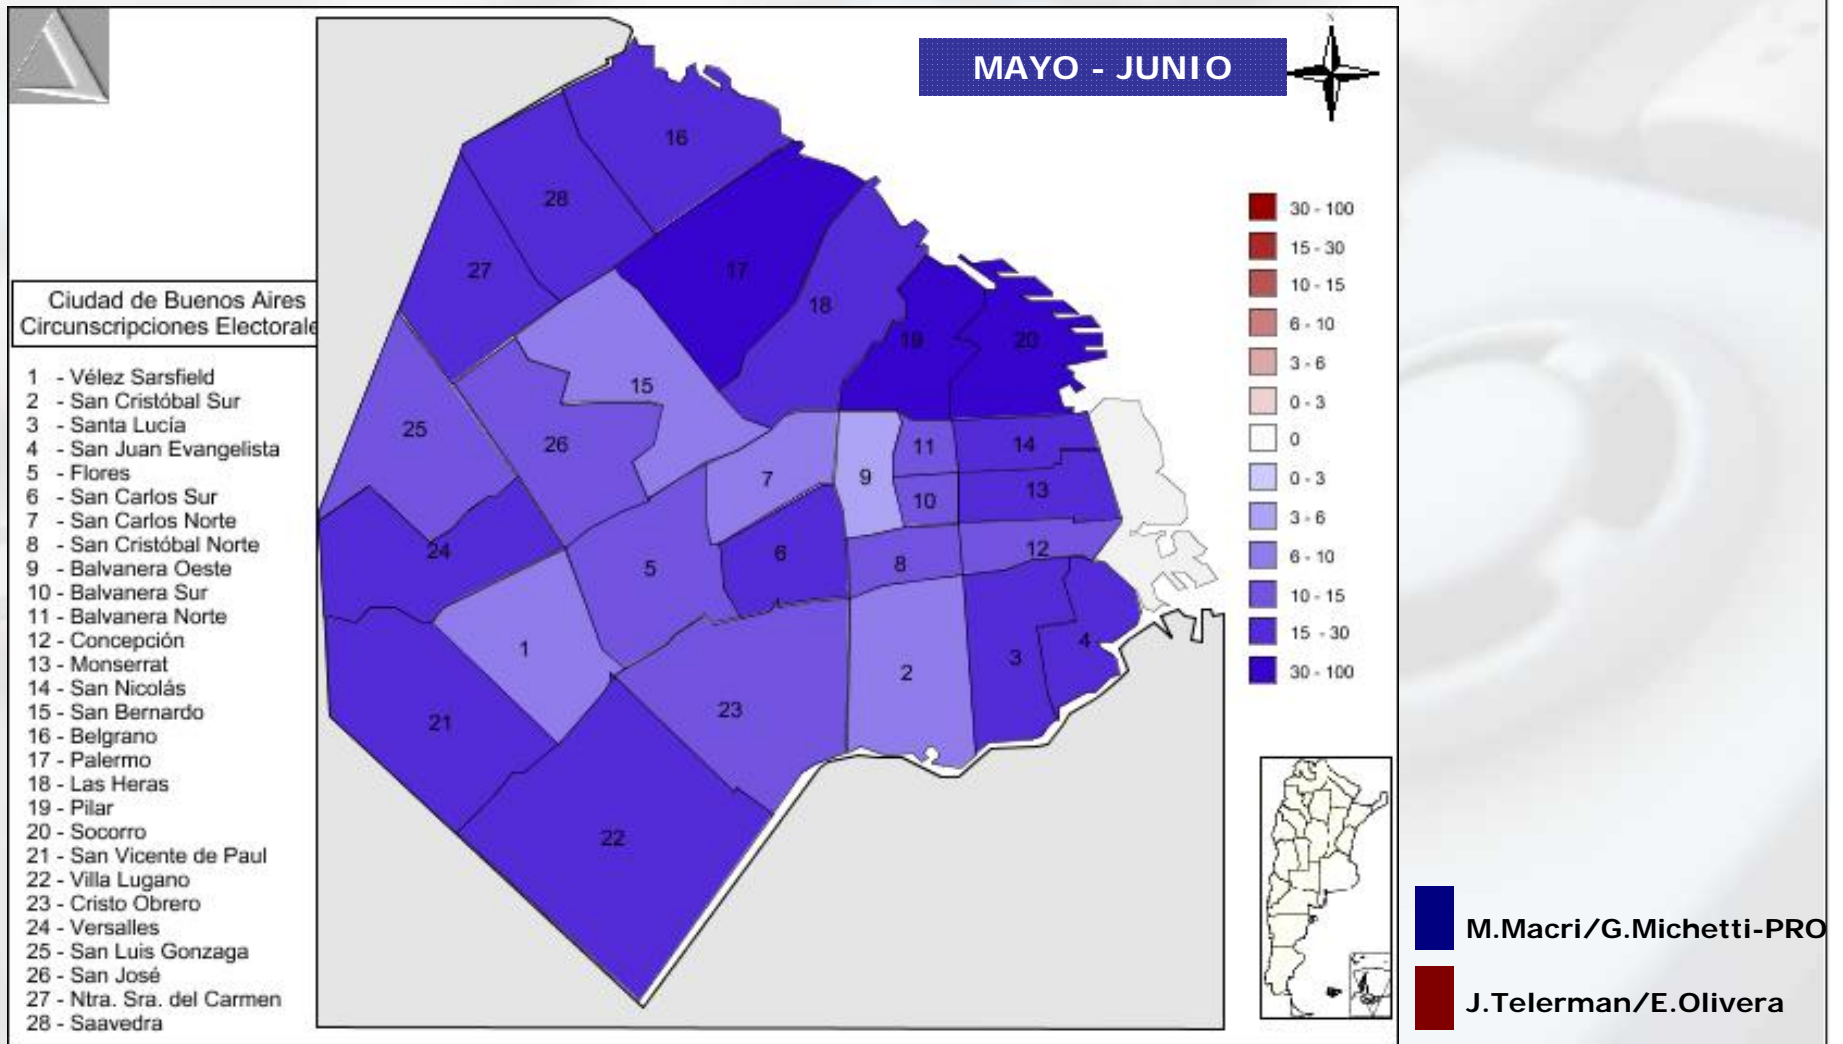 MAYO - JUNIO
N
Ciudad de Buenos Aires
Circunscripciones Electorale
1 - Vélez Sarsfield
2 - San Cristóbal Sur
3 - Santa Lucía
4 - San Juan Evangelista
5 - Flores
6 - San Carlos Sur
7 - San Carlos Norte
8 - San Cristóbal Norte
9 - Balvanera Oeste
10 - Balvanera Sur
11 - Balvanera Norte
12 - Concepción
13 - Monserrat
14 - San Nicolás
15 - San Bernardo
16 - Belgrano
17 - Palermo
18 - Las Heras
19 - Pilar
20 - Socorro
21 - San Vicente de Paul
22 - Villa Lugano
23 - Cristo Obrero
24 - Versalles
25 - San Luis Gonzaga
26 - San José
27 - Ntra. Sra. del Carmen
28 - Saavedra
16
28
27
17
18
19
20
15
25
26
11
14
7
9
13
10
24
6
12
5
8
1
3
4
2
23
21
22
30 - 100
15 - 30
10 - 15
6 - 10
3 - 6
0 - 3
0
0 - 3
3 - 6
6 - 10
10 - 15
15 - 30
30 - 100
M.Macri/G.Michetti-PRO
J.Telerman/E.Olivera